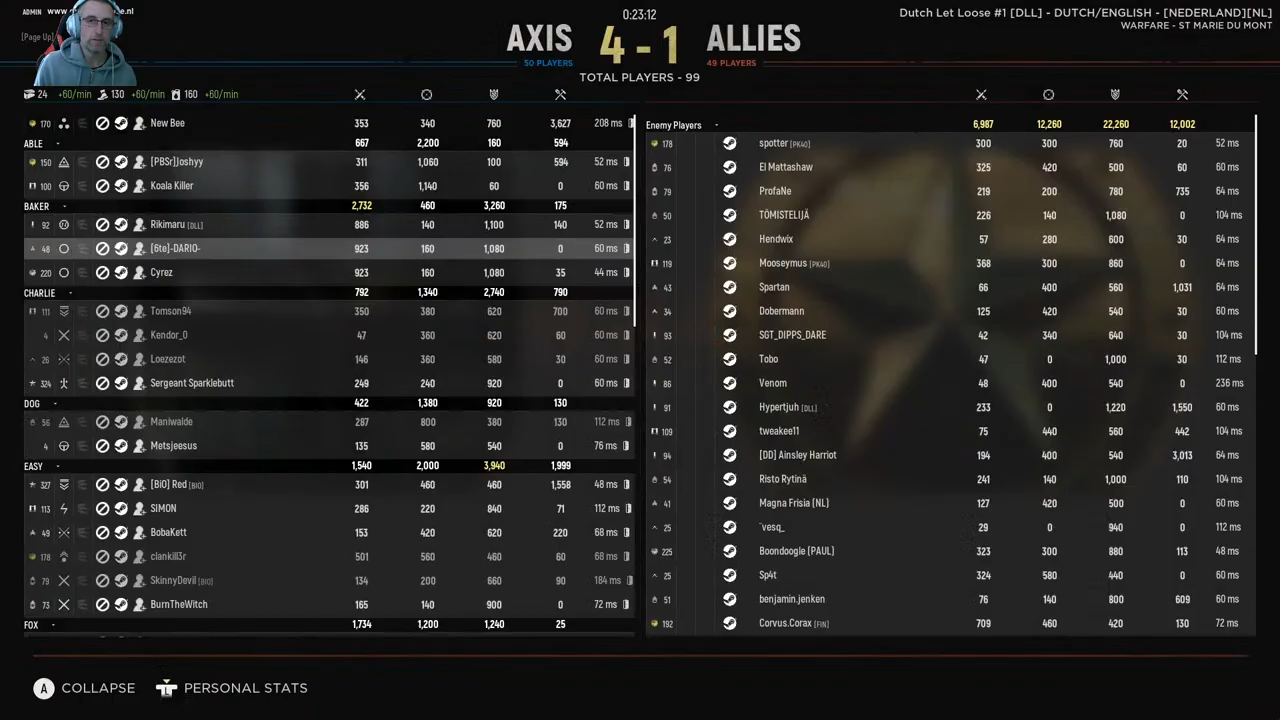 ADMIN www. e.nl
[Page Up]
0:23:12
AXIS 4 - 1 ALLIES
50 PLAYERS 49 PLAYERS
TOTAL PLAYERS - 99
Dutch Let Loose #1 [DLL] - DUTCH/ENGLISH - [NEDERLAND][NL]
WARFARE - ST MARIE DU MONT
24 +60/min 130 +60/min 160 +60/min
170 New Bee 353 340 760 3,627 208 ms
ABLE 667 2,200 160 594
150 [PBSr]Joshyy 311 1,060 100 594 52 ms
100 Koala Killer 356 1,140 60 0 60 ms
BAKER 2,732 460 3,260 175
92 Rikimaru [DLL] 886 140 1,100 140 52 ms
48 [6te]-DARIO- 923 160 1,080 0 60 ms
220 Cyrez 923 160 1,080 35 44 ms
CHARLIE 792 1,340 2,740 790
111 Tomson94 350 380 620 700 60 ms
4 Kendor_0 47 360 620 60 60 ms
26 Loezezot 146 360 580 30 60 ms
324 Sergeant Sparklebutt 249 240 920 0 60 ms
DOG 422 1,380 920 130
56 Maniwalde 287 800 380 130 112 ms
4 Metsjeesus 135 580 540 0 76 ms
EASY 1,540 2,000 3,940 1,999
327 [BiO] Red [BIO] 301 460 460 1,558 48 ms
113 SIMON 286 220 840 71 112 ms
49 BobaKett 153 420 620 220 68 ms
178 clankill3r 501 560 460 60 68 ms
79 SkinnyDevil [BIO] 134 200 660 90 184 ms
73 BurnTheWitch 165 140 900 0 72 ms
FOX 1,734 1,200 1,240 25
Enemy Players 6,987 12,260 22,260 12,002
178 spotter [PK40] 300 300 760 20 52 ms
76 El Mattashaw 325 420 500 60 60 ms
79 ProfaNe 219 200 780 735 64 ms
50 TÖMISTELIJÄ 226 140 1,080 0 104 ms
23 Hendwix 57 280 600 30 64 ms
119 Mooseymus [PK40] 368 300 860 0 64 ms
43 Spartan 66 400 560 1,031 64 ms
34 Dobermann 125 420 540 30 60 ms
93 SGT_DIPPS_DARE 42 340 640 30 104 ms
52 Tobo 47 0 1,000 30 112 ms
86 Venom 48 400 540 0 236 ms
91 Hypertjuh [DLL] 233 0 1,220 1,550 60 ms
109 tweakee11 75 440 560 442 104 ms
94 [DD] Ainsley Harriot 194 400 540 3,013 64 ms
54 Risto Rytinä 241 140 1,000 110 104 ms
41 Magna Frisia (NL) 127 420 500 0 60 ms
25 ¨vesq_ 29 0 940 0 112 ms
225 Boondoogle [PAUL] 323 300 880 113 48 ms
25 Sp4t 324 580 440 0 60 ms
51 benjamin.jenken 76 140 800 609 60 ms
192 Corvus.Corax [FIN] 709 460 420 130 72 ms
A COLLAPSE PERSONAL STATS